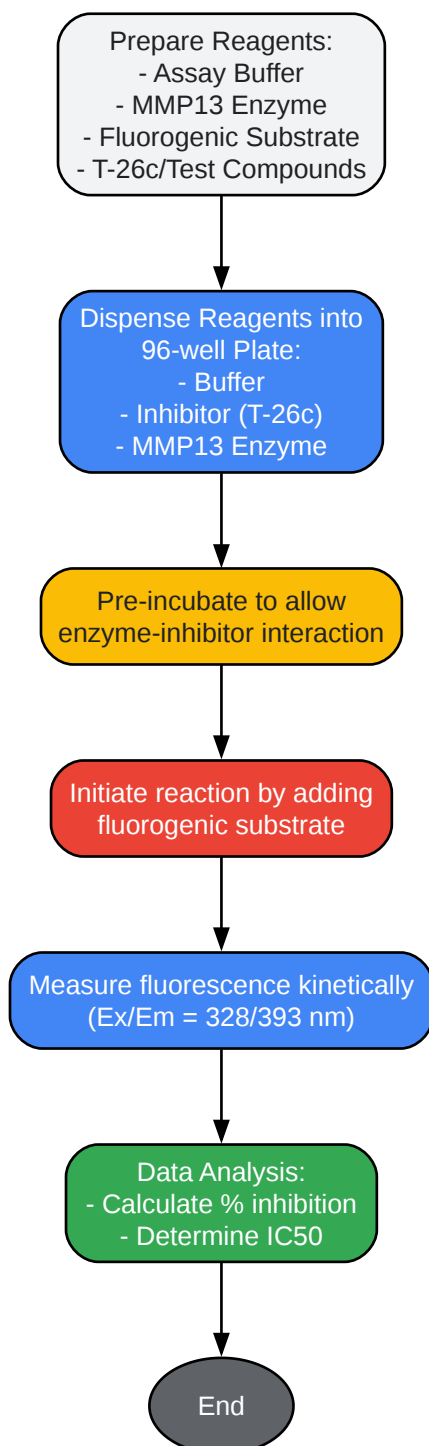 Prepare Reagents:
- Assay Buffer
- MMP13 Enzyme
- Fluorogenic Substrate
- T-26c/Test Compounds
Dispense Reagents into
96-well Plate:
- Buffer
- Inhibitor (T-26c)
- MMP13 Enzyme
Pre-incubate to allow
enzyme-inhibitor interaction
Initiate reaction by adding
fluorogenic substrate
Measure fluorescence kinetically
(Ex/Em = 328/393 nm)
Data Analysis:
- Calculate % inhibition
- Determine IC50
End